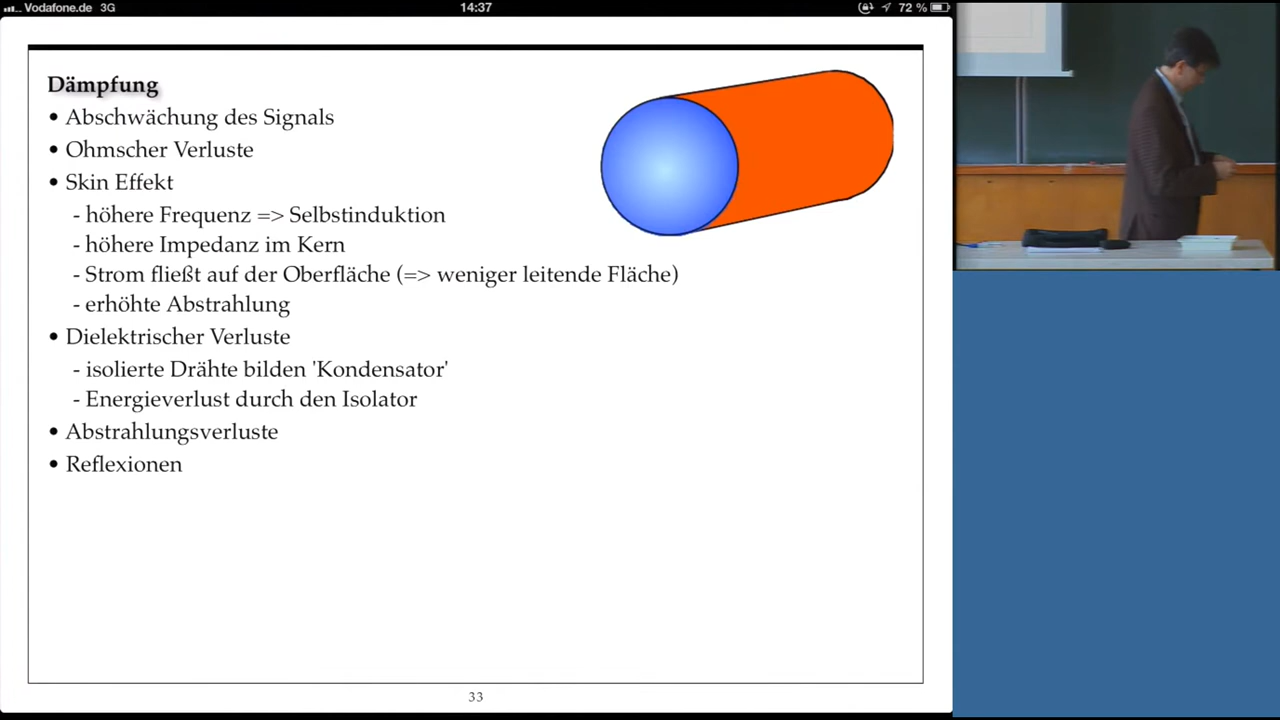 Vodafone.de 3G 14:37 72 %
Dämpfung
• Abschwächung des Signals
• Ohmscher Verluste
• Skin Effekt
- höhere Frequenz => Selbstinduktion
- höhere Impedanz im Kern
- Strom fließt auf der Oberfläche (=> weniger leitende Fläche)
- erhöhte Abstrahlung
• Dielektrischer Verluste
- isolierte Drähte bilden 'Kondensator'
- Energieverlust durch den Isolator
• Abstrahlungsverluste
• Reflexionen
33